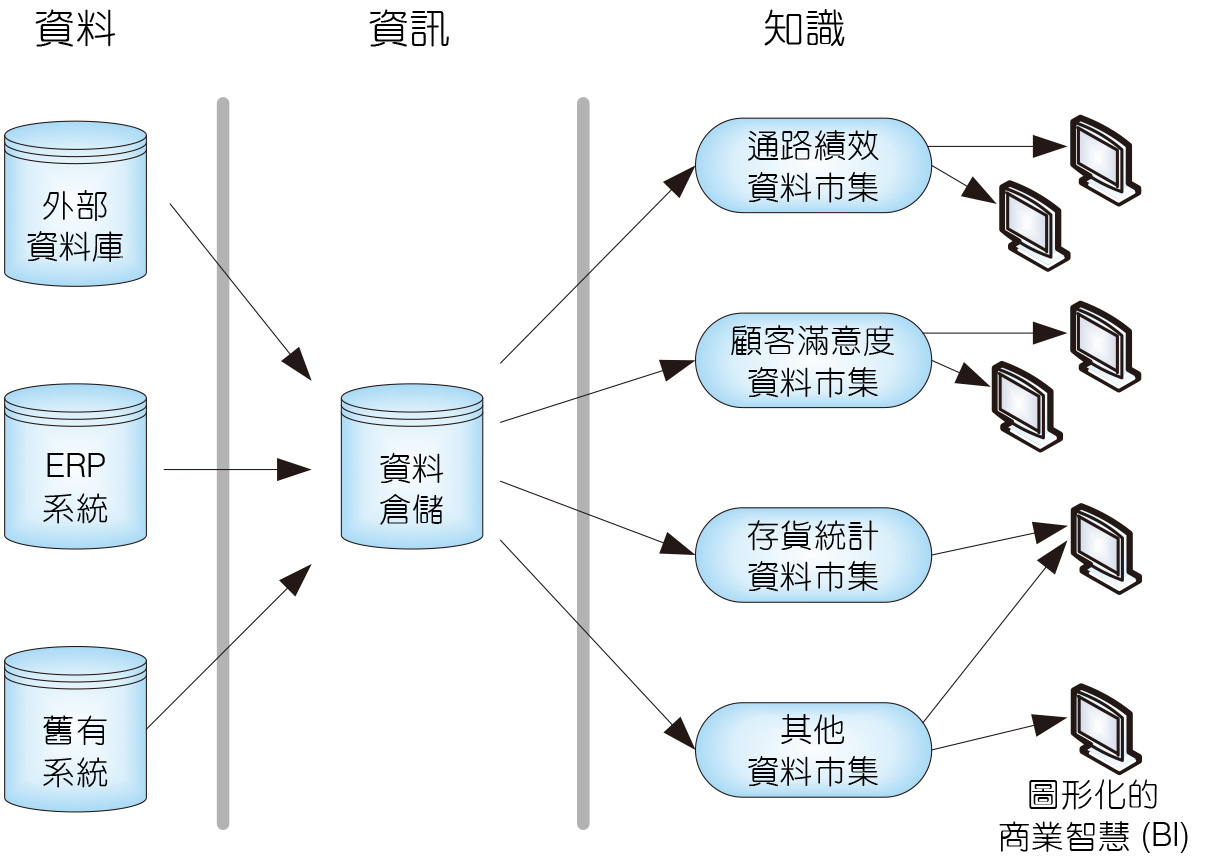 資料
資訊
知識
外部
資料庫
ERP
系統
舊有
系統
資料
倉儲
通路績效
資料市集
顧客滿意度
資料市集
存貨統計
資料市集
其他
資料市集
圖形化的
商業智慧 (BI)